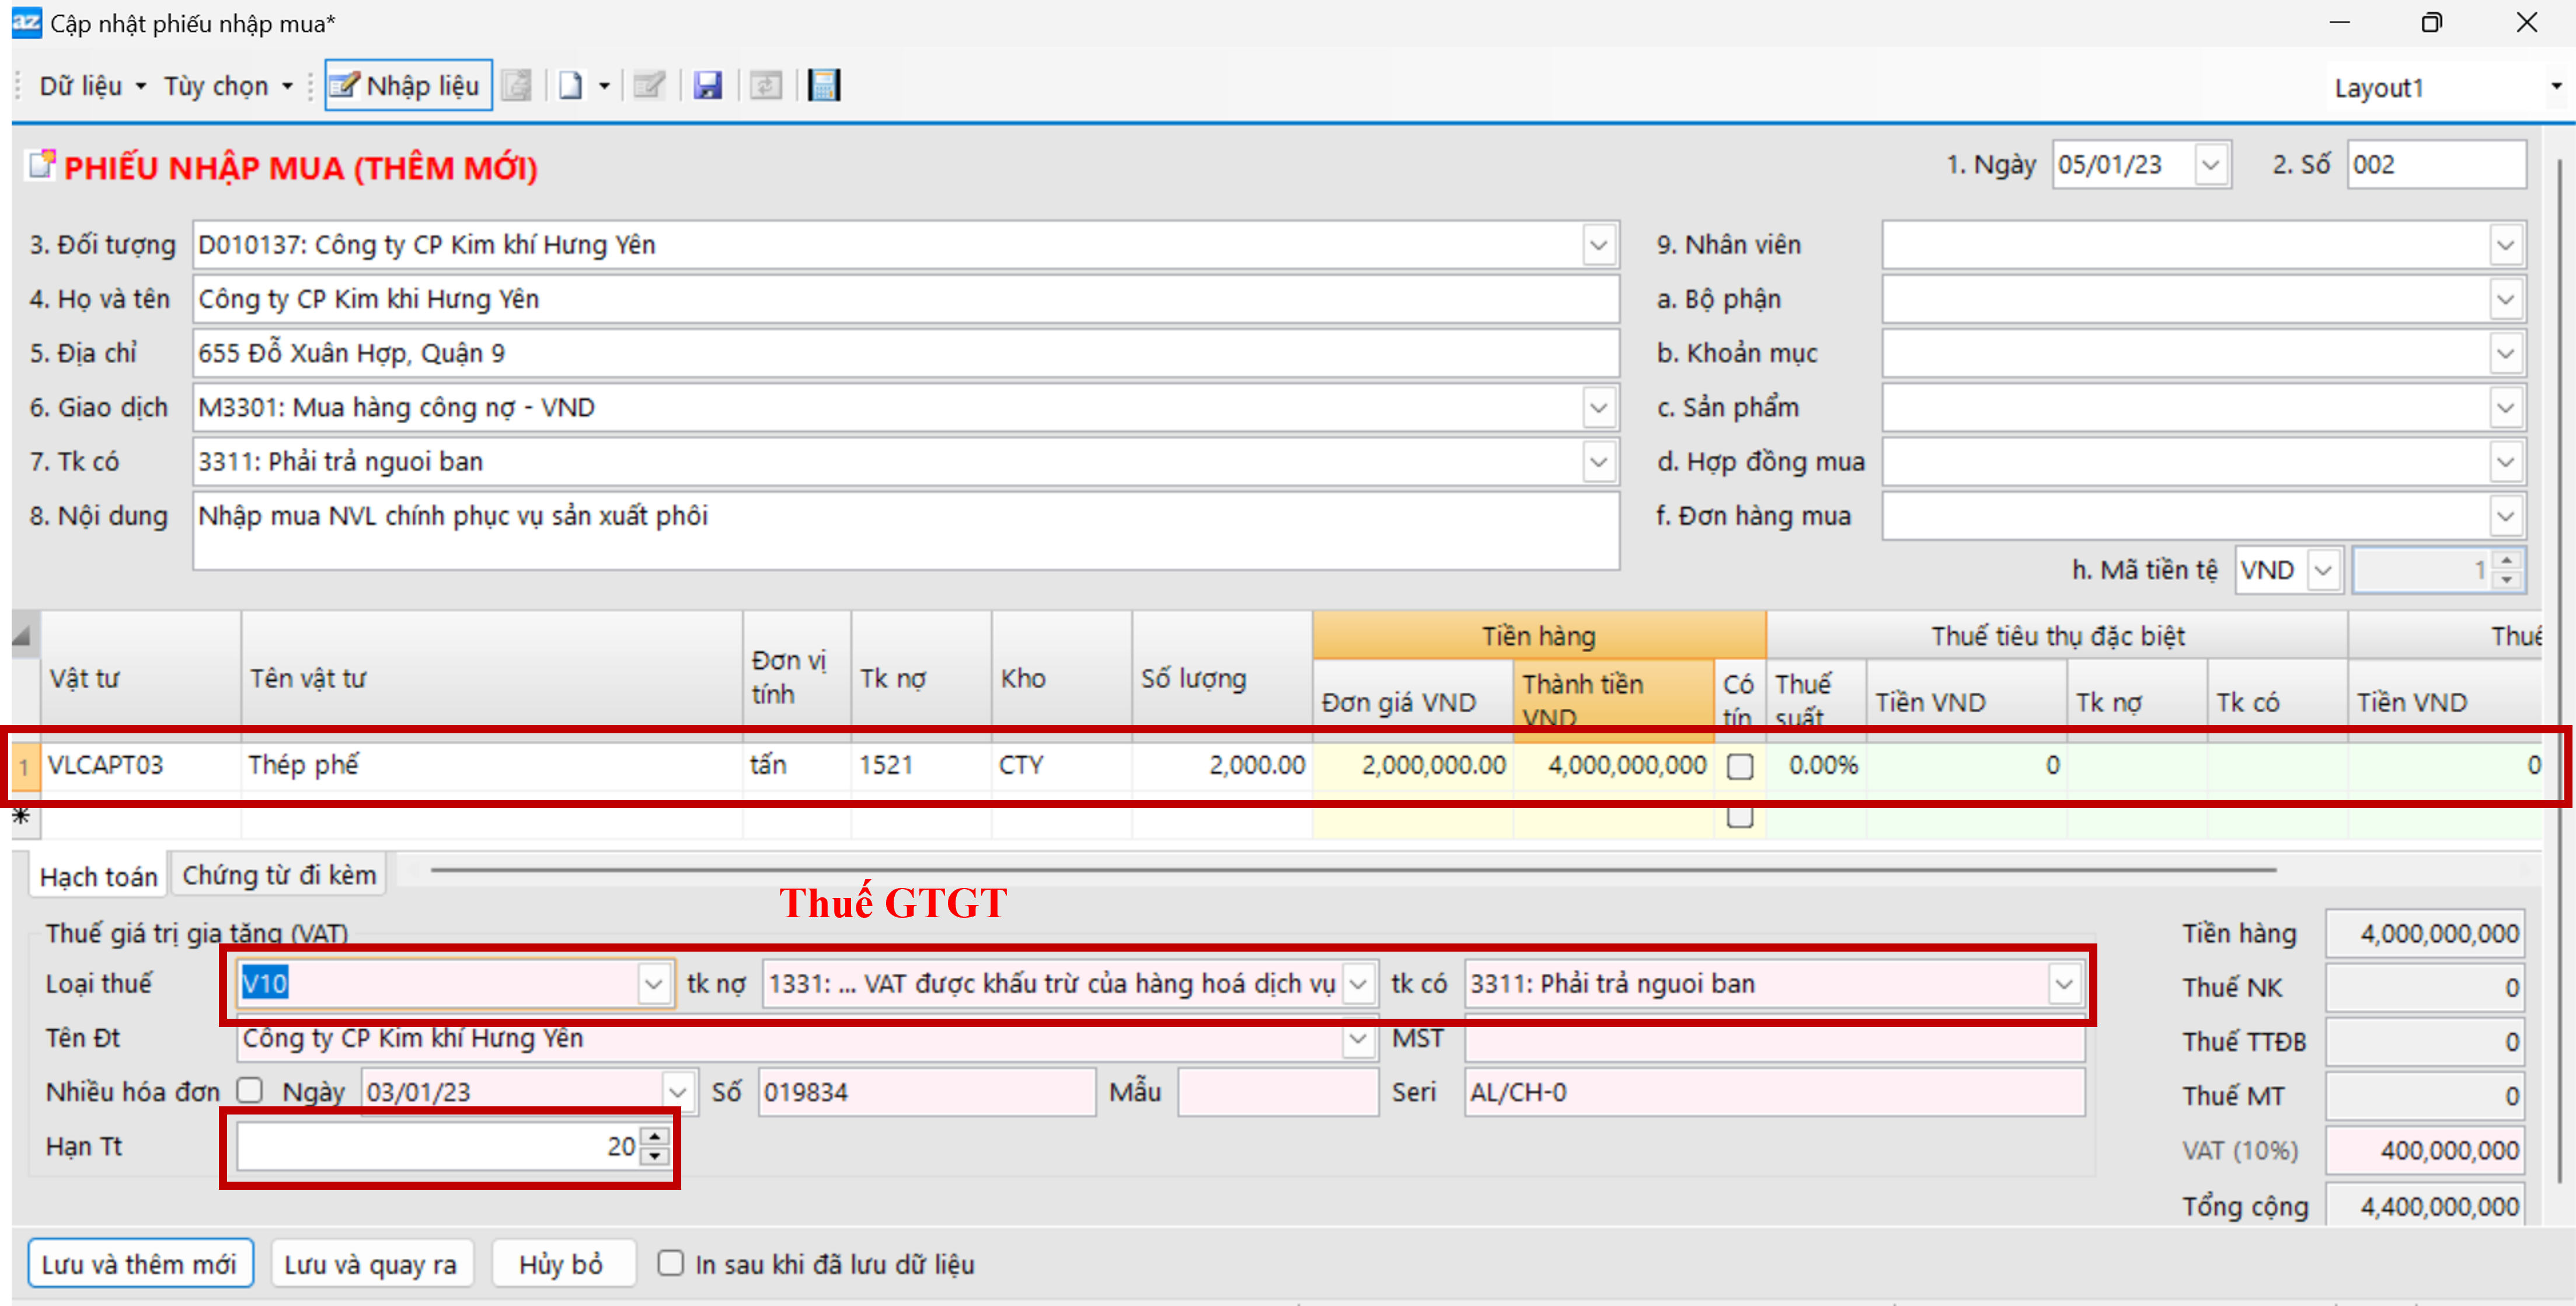 az Cập nhật phiếu nhập mua*
Dữ liệu Tùy chọn Nhập liệu Layout1
PHIẾU NHẬP MUA (THÊM MỚI) 1. Ngày 05/01/23 2. Số 002
3. Đối tượng D010137: Công ty CP Kim khí Hưng Yên 9. Nhân viên
4. Họ và tên Công ty CP Kim khi Hưng Yên a. Bộ phận
5. Địa chỉ 655 Đỗ Xuân Hợp, Quận 9 b. Khoản mục
6. Giao dịch M3301: Mua hàng công nợ - VND c. Sản phẩm
7. Tk có 3311: Phải trả nguoi ban d. Hợp đồng mua
8. Nội dung Nhập mua NVL chính phục vụ sản xuất phôi f. Đơn hàng mua
h. Mã tiền tệ VND 1
Tiền hàng Thuế tiêu thụ đặc biệt Thuế
Vật tư Tên vật tư Đơn vị tính Tk nợ Kho Số lượng Đơn giá VND Thành tiền VND Có tín Thuế suất Tiền VND Tk nợ Tk có Tiền VND
1 VLCAPT03 Thép phế tấn 1521 CTY 2,000.00 2,000,000.00 4,000,000,000 0.00% 0 0
*
Hạch toán Chứng từ đi kèm
Thuế GTGT
Thuế giá trị gia tăng (VAT) Tiền hàng 4,000,000,000
Loại thuế V10 tk nợ 1331: ... VAT được khấu trừ của hàng hoá dịch vụ tk có 3311: Phải trả nguoi ban Thuế NK 0
Tên Đt Công ty CP Kim khí Hưng Yên MST Thuế TTĐB 0
Nhiều hóa đơn Ngày 03/01/23 Số 019834 Mẫu Seri AL/CH-0 Thuế MT 0
Hạn Tt 20 VAT (10%) 400,000,000
Tổng cộng 4,400,000,000
Lưu và thêm mới Lưu và quay ra Hủy bỏ In sau khi đã lưu dữ liệu